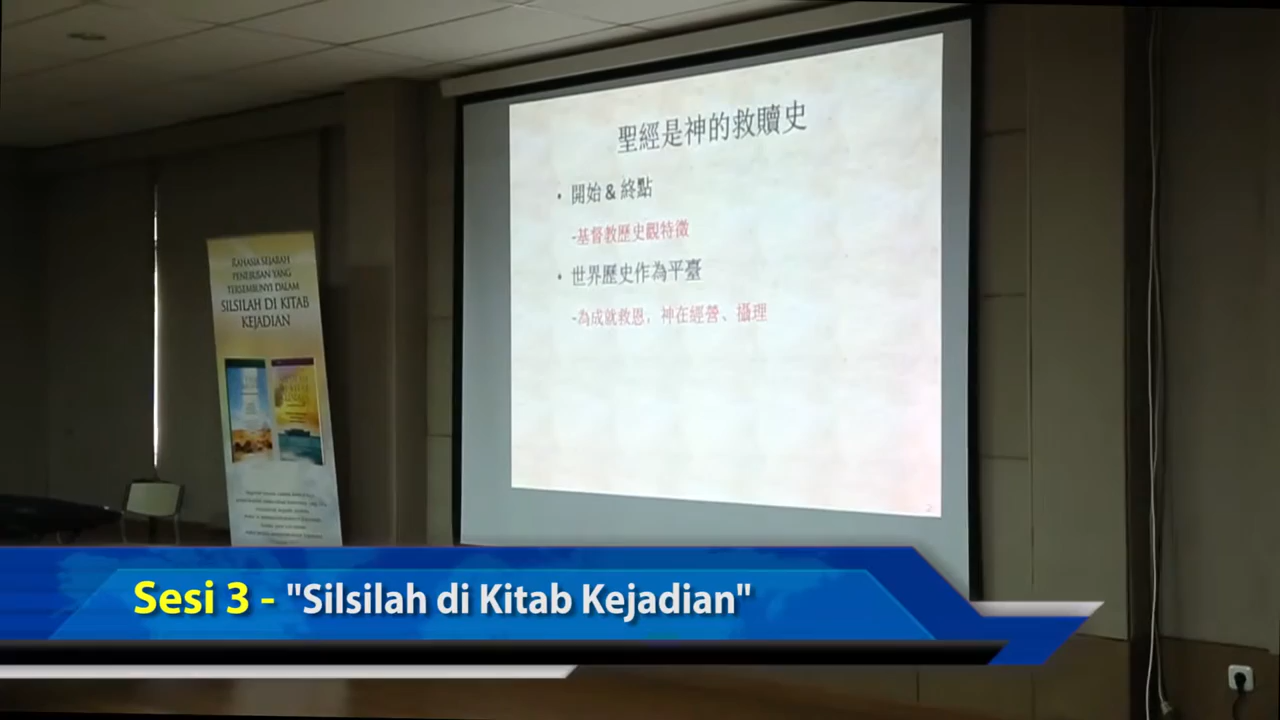 聖經是神的救贖史
• 開始 & 終點
-基督教歷史觀特徵
• 世界歷史作為平臺
-為成就救恩，神在經營、攝理
2
RAHASIA SEJARAH
PENEBUSAN YANG
TERSEMBUNYI DALAM
SILSILAH DI KITAB
KEJADIAN
Sesi 3 - "Silsilah di Kitab Kejadian"